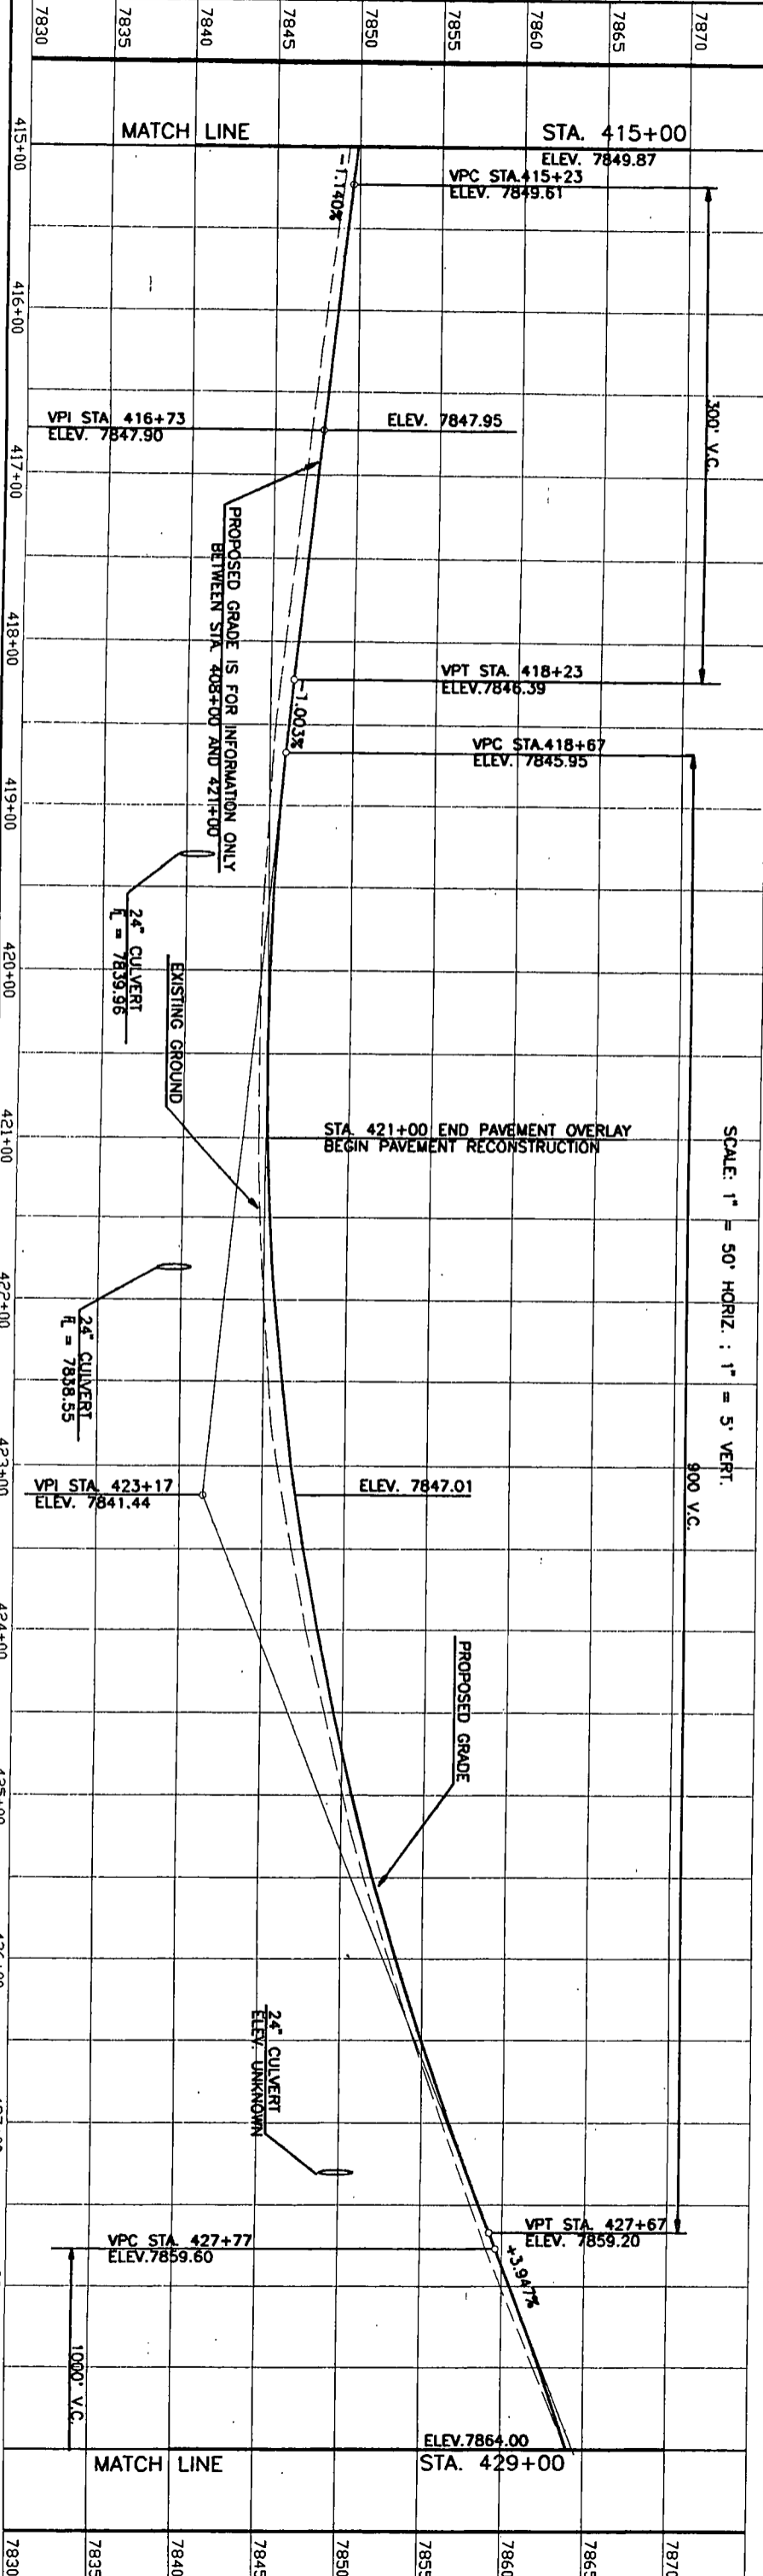 7870
7865
7860
7855
7850
7845
7840
7835
7830
MATCH LINE
STA. 415+00
ELEV. 7849.87
VPC STA.415+23
ELEV. 7849.61
-1.140%
300' V.C.
VPI STA. 416+73
ELEV. 7847.90
ELEV. 7847.95
PROPOSED GRADE IS FOR INFORMATION ONLY
BETWEEN STA. 408+00 AND 421+00
VPT STA. 418+23
ELEV.7846.39
-1.003%
VPC STA.418+67
ELEV. 7845.95
24" CULVERT
FL = 7839.96
EXISTING GROUND
STA. 421+00 END PAVEMENT OVERLAY
BEGIN PAVEMENT RECONSTRUCTION
SCALE: 1" = 50' HORIZ. ; 1" = 5' VERT.
24" CULVERT
FL = 7838.55
900 V.C.
VPI STA. 423+17
ELEV. 7841.44
ELEV. 7847.01
PROPOSED GRADE
24" CULVERT
ELEV. UNKNOWN
VPT STA. 427+67
ELEV. 7859.20
VPC STA. 427+77
ELEV.7859.60
+3.947%
1000' V.C.
ELEV.7864.00
MATCH LINE
STA. 429+00
415+00
416+00
417+00
418+00
419+00
420+00
421+00
422+00
423+00
424+00
7870
7865
7860
7855
7850
7845
7840
7835
7830